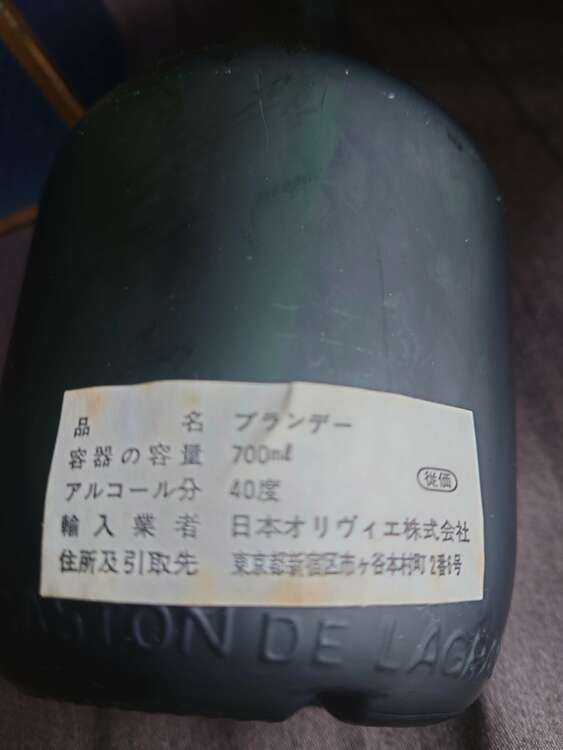 品名 ブランデー
容器の容量 700ml
従価
アルコール分 40度
輸入業者 日本オリヴィエ株式会社
住所及引取先 東京都新宿区市ヶ谷本村町2番6号
STON DE LAGRA